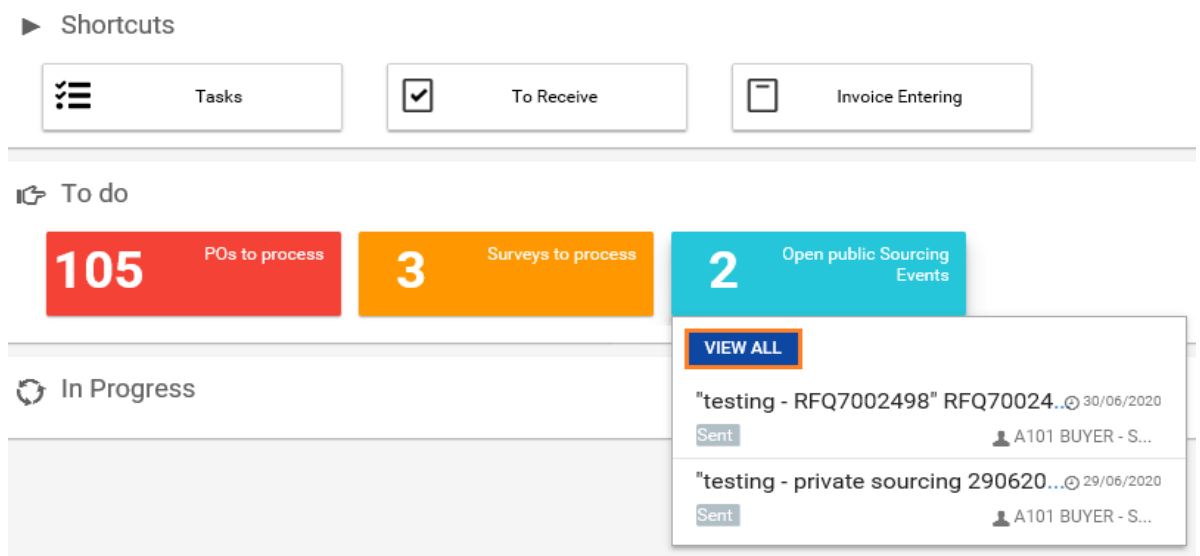 Shortcuts
Tasks
To Receive
Invoice Entering
To do
105 POs to process
3 Surveys to process
2 Open public Sourcing
Events
VIEW ALL
In Progress
"testing - RFQ7002498" RFQ70024... 30/06/2020
Sent A101 BUYER - S...
"testing - private sourcing 290620... 29/06/2020
Sent A101 BUYER - S...